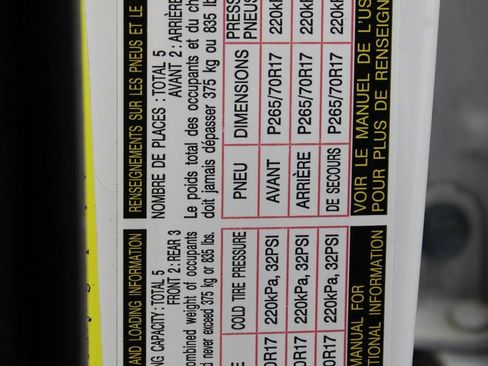 AND LOADING INFORMATION
CAPACITY: TOTAL 5
FRONT 2 : REAR 3
combined weight of occupants
never exceed 375 kg or 835 lbs.
COLD TIRE PRESSURE
220kPa, 32PSI
220kPa, 32PSI
220kPa, 32PSI
MANUAL FOR
INFORMATION
RENSEIGNEMENTS SUR LES PNEUS ET LE
NOMBRE DE PLACES : TOTAL 5
AVANT 2 : ARRIÈRE
Le poids total des occupants et du
doit jamais dépasser 375 kg ou 835
PNEU DIMENSIONS
AVANT P265/70R17
ARRIÈRE P265/70R17
DE SECOURS P265/70R17
VOIR LE MANUEL DE
POUR PLUS DE